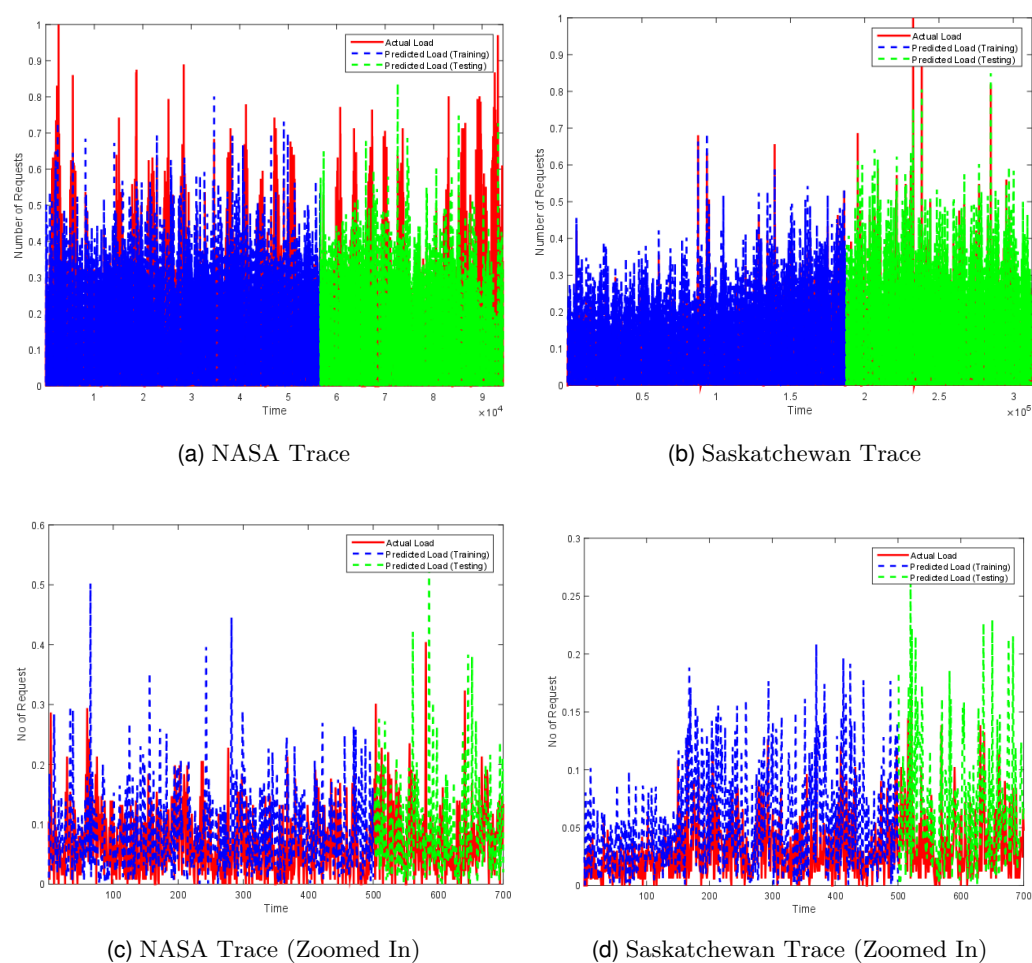 1
0.9
0.8
0.7
0.6
0.5
0.4
0.3
0.2
0.1
0
Number of Requests
Actual Load
Predicted Load (Training)
Predicted Load (Testing)
1 2 3 4 5 6 7 8 9
×10⁴
Time
(a) NASA Trace
1
0.9
0.8
0.7
0.6
0.5
0.4
0.3
0.2
0.1
0
Number of Requests
Actual Load
Predicted Load (Training)
Predicted Load (Testing)
0.5 1 1.5 2 2.5 3
×10⁵
Time
(b) Saskatchewan Trace
0.6
0.5
0.4
0.3
0.2
0.1
0
No of Request
Actual Load
Predicted Load (Training)
Predicted Load (Testing)
100 200 300 400 500 600 700
Time
(c) NASA Trace (Zoomed In)
0.3
0.25
0.2
0.15
0.1
0.05
0
No of Request
Actual Load
Predicted Load (Training)
Predicted Load (Testing)
100 200 300 400 500 600 700
Time
(d) Saskatchewan Trace (Zoomed In)